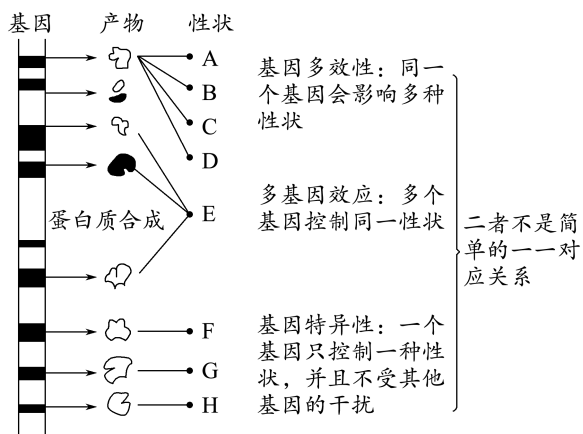 基因 产物 性状
A
B
C
D
E
F
G
H
蛋白质合成
基因多效性：同一
个基因会影响多种
性状
多基因效应：多个
基因控制同一性状
基因特异性：一个
基因只控制一种性
状，并且不受其他
基因的干扰
二者不是简
单的一一对
应关系